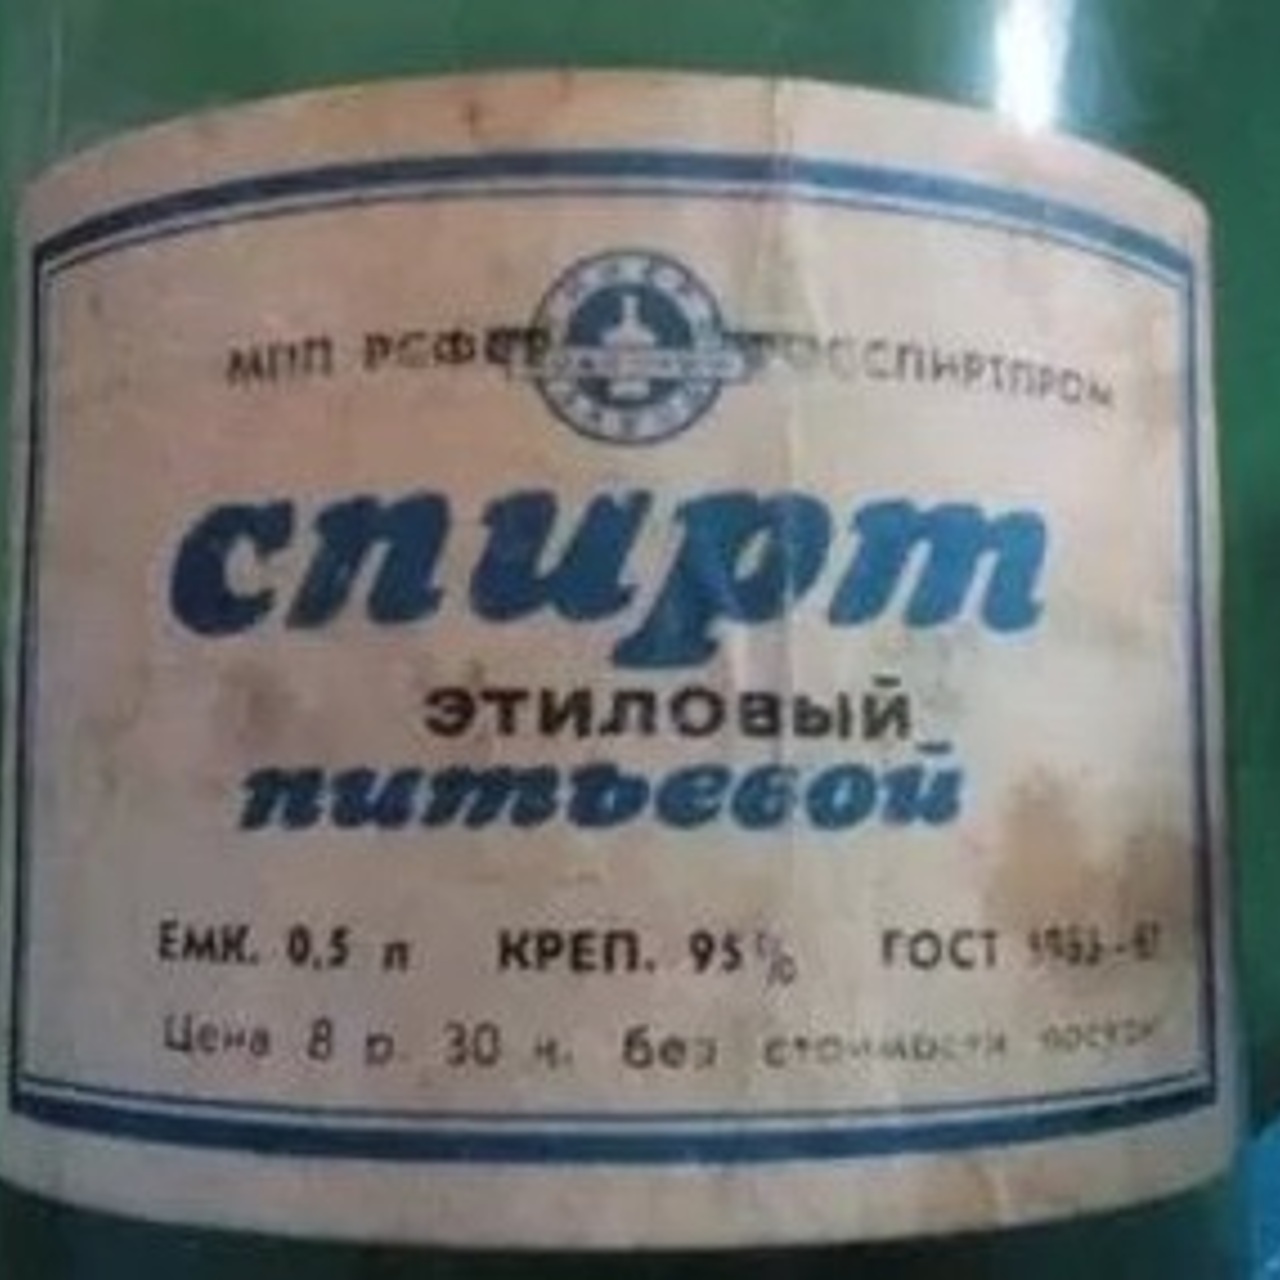 МПП РСФСР РОССПИРТПРОМ
спирт
этиловый
питьевой
ЕМК. 0,5 л КРЕП. 95% ГОСТ
Цена 8 р. 30 к. без стоимости посуды